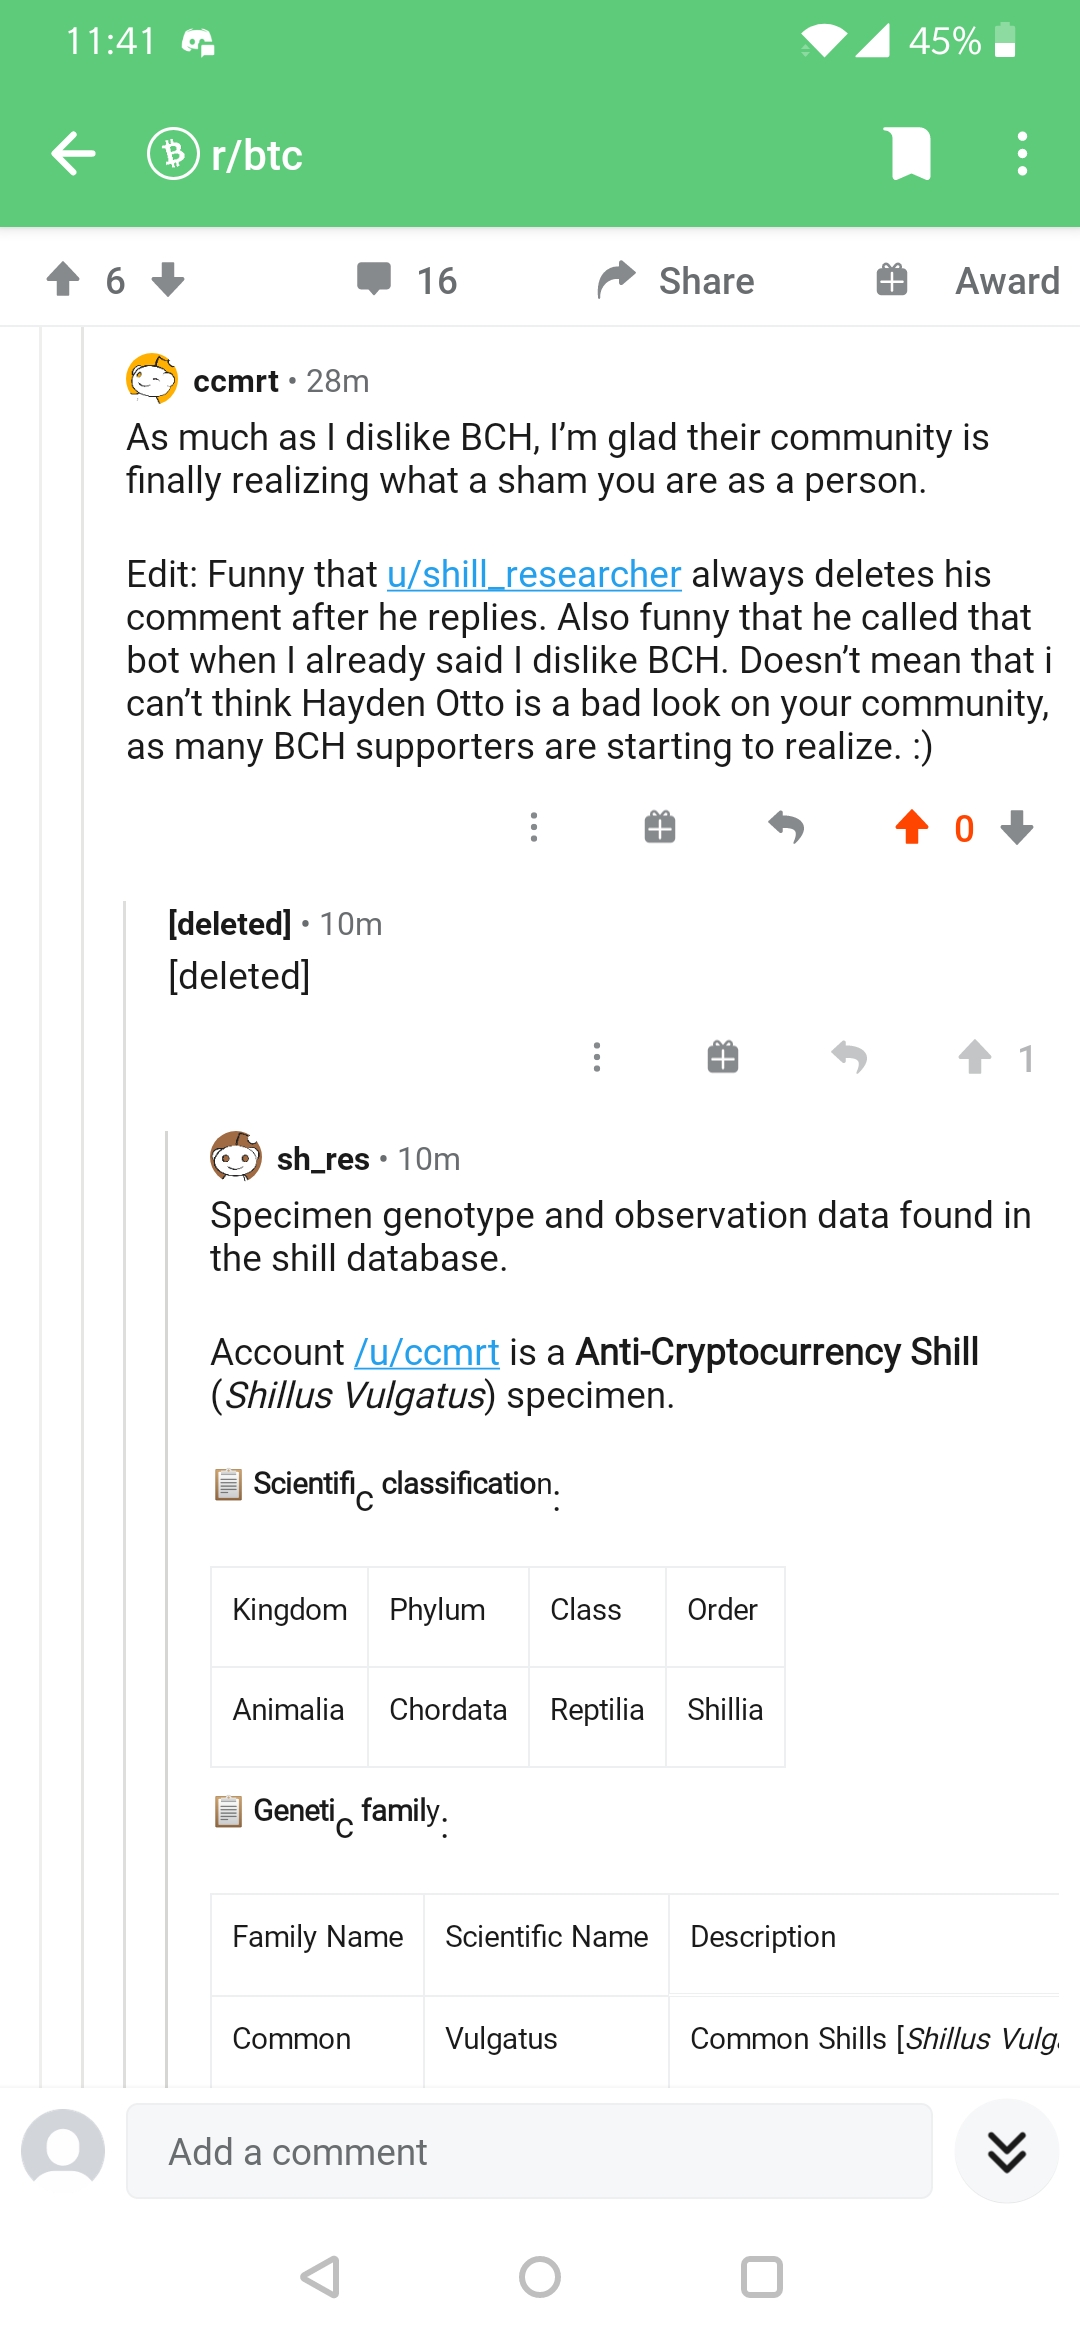 11:41
45%
r/btc
6
16
Share
Award
ccmrt • 28m
As much as I dislike BCH, I’m glad their community is
finally realizing what a sham you are as a person.
Edit: Funny that u/shill_researcher always deletes his
comment after he replies. Also funny that he called that
bot when I already said I dislike BCH. Doesn’t mean that i
can’t think Hayden Otto is a bad look on your community,
as many BCH supporters are starting to realize. :)
0
[deleted] • 10m
[deleted]
1
sh_res • 10m
Specimen genotype and observation data found in
the shill database.
Account /u/ccmrt is a Anti-Cryptocurrency Shill
(Shillus Vulgatus) specimen.
📋 Scientific classification:
Kingdom Phylum Class Order
Animalia Chordata Reptilia Shillia
📋 Genetic family:
Family Name Scientific Name Description
Common Vulgatus Common Shills [Shillus Vulg
Add a comment